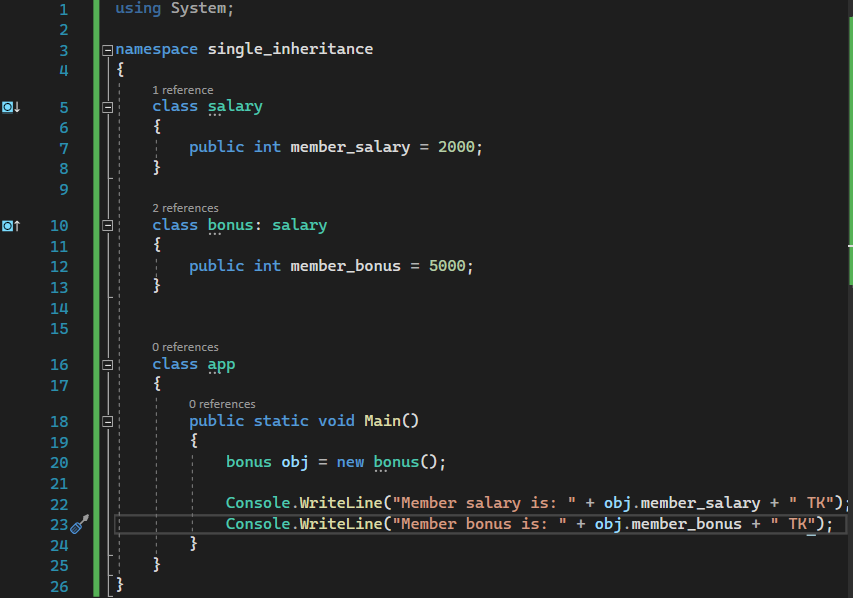 1 using System;
2
3 namespace single_inheritance
4 {
1 reference
5 class salary
6 {
7 public int member_salary = 2000;
8 }
9
2 references
10 class bonus: salary
11 {
12 public int member_bonus = 5000;
13 }
14
15
0 references
16 class app
17 {
0 references
18 public static void Main()
19 {
20 bonus obj = new bonus();
21
22 Console.WriteLine("Member salary is: " + obj.member_salary + " TK");
23 Console.WriteLine("Member bonus is: " + obj.member_bonus + " TK");
24 }
25 }
26 }